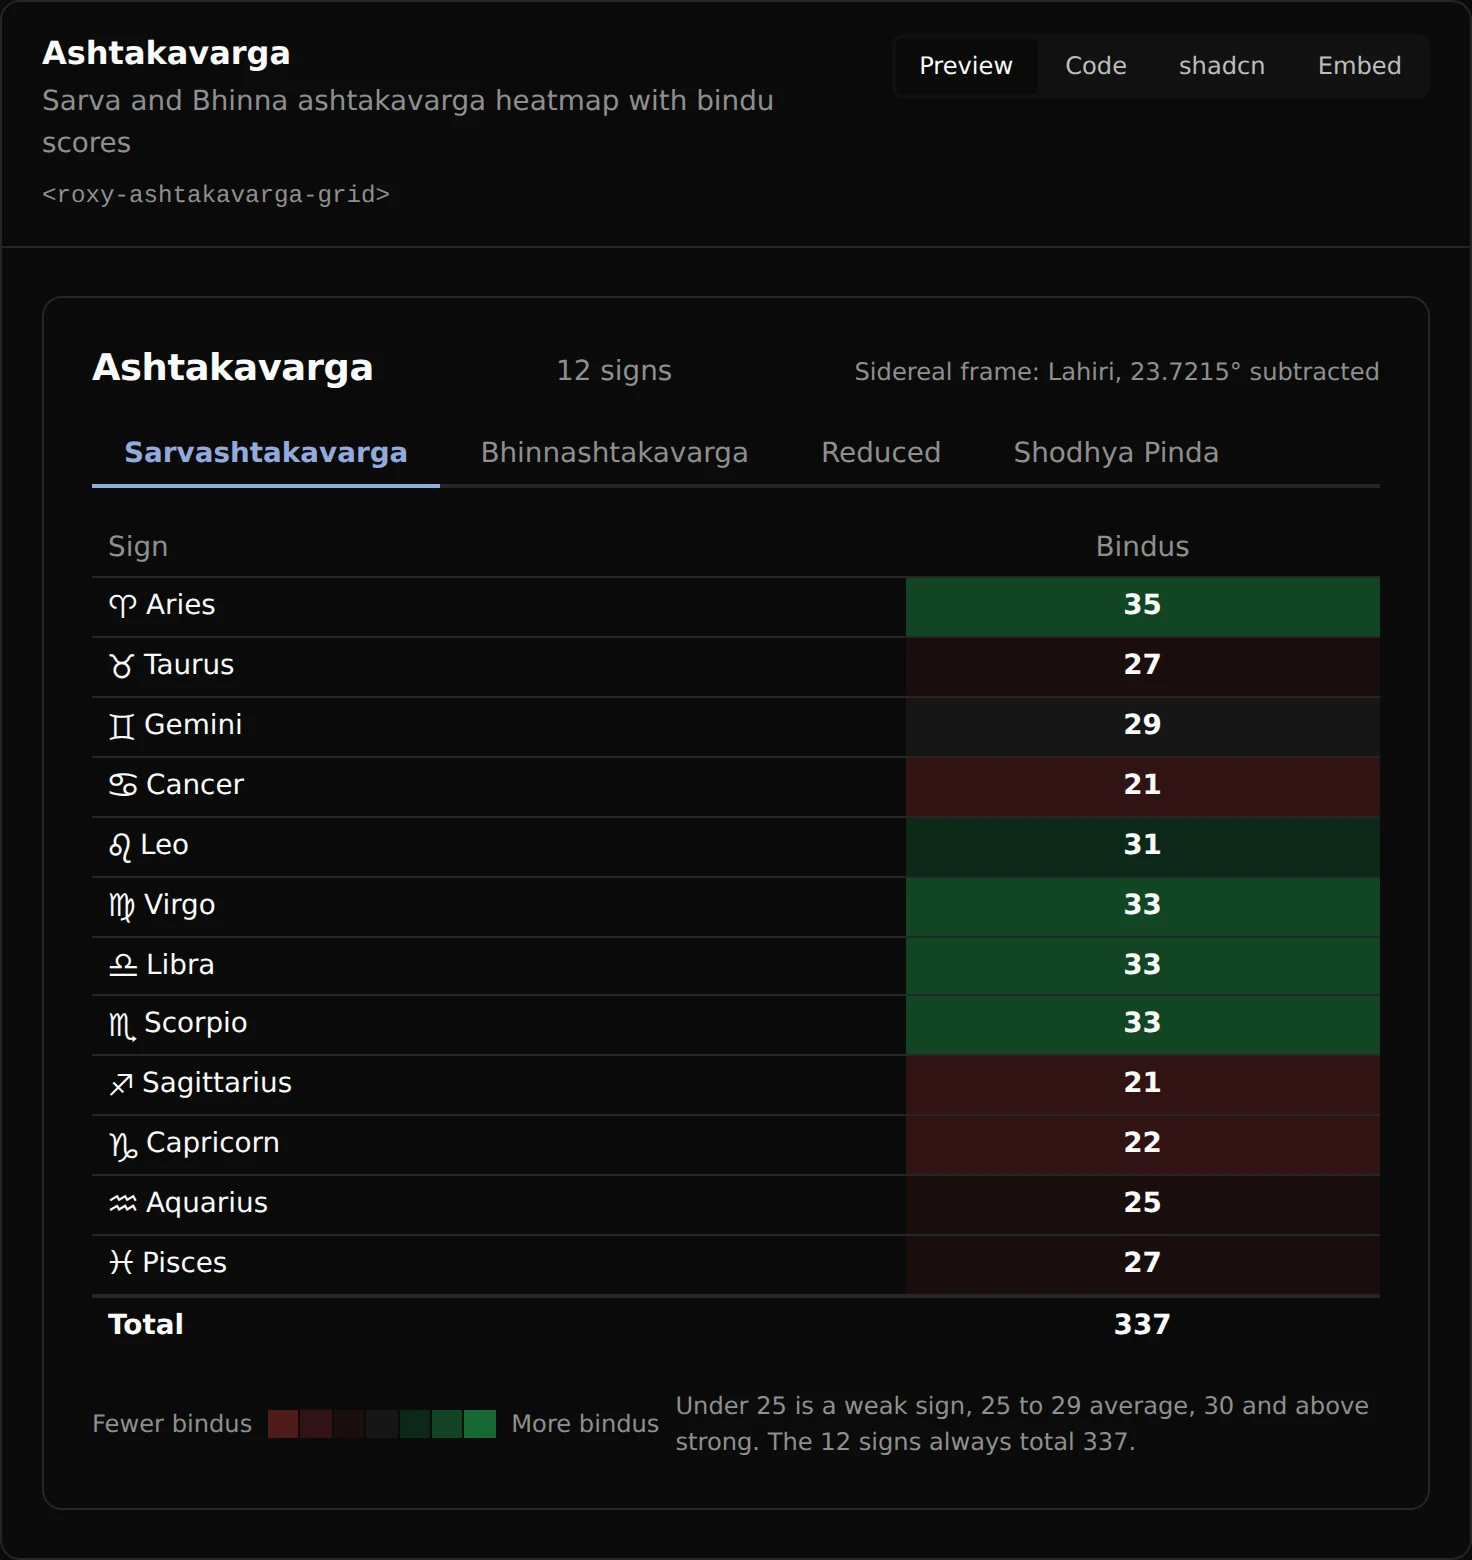 Ashtakavarga
Preview Code shadcn Embed
Sarva and Bhinna ashtakavarga heatmap with bindu
scores
<roxy-ashtakavarga-grid>
Ashtakavarga 12 signs Sidereal frame: Lahiri, 23.7215° subtracted
Sarvashtakavarga Bhinnashtakavarga Reduced Shodhya Pinda
Sign Bindus
♈ Aries 35
♉ Taurus 27
♊ Gemini 29
♋ Cancer 21
♌ Leo 31
♍ Virgo 33
♎ Libra 33
♏ Scorpio 33
♐ Sagittarius 21
♑ Capricorn 22
♒ Aquarius 25
♓ Pisces 27
Total 337
Fewer bindus More bindus
Under 25 is a weak sign, 25 to 29 average, 30 and above
strong. The 12 signs always total 337.